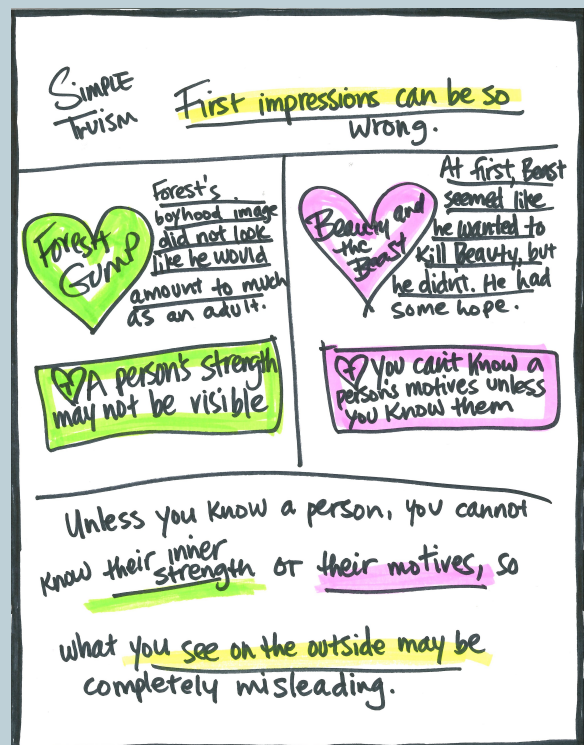 SIMPLE
Truism
First impressions can be so
wrong.
Forest
Gump
Forest's
boyhood image
did not look
like he would
amount to much
as an adult.
A person's strength
may not be visible
Beauty and
the
Beast
At first, Beast
seemed like
he wanted to
kill Beauty, but
he didn't. He had
some hope.
You can't know a
person's motives unless
you know them
Unless you know a person, you cannot
know their inner
strength or their motives, so
what you see on the outside may be
completely misleading.